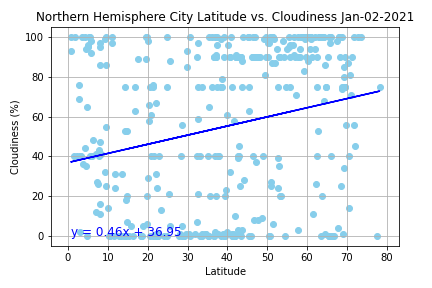 Northern Hemisphere City Latitude vs. Cloudiness Jan-02-2021
100
80
60
40
20
0
Cloudiness (%)
y = 0.46x + 36.95
0 10 20 30 40 50 60 70 80
Latitude